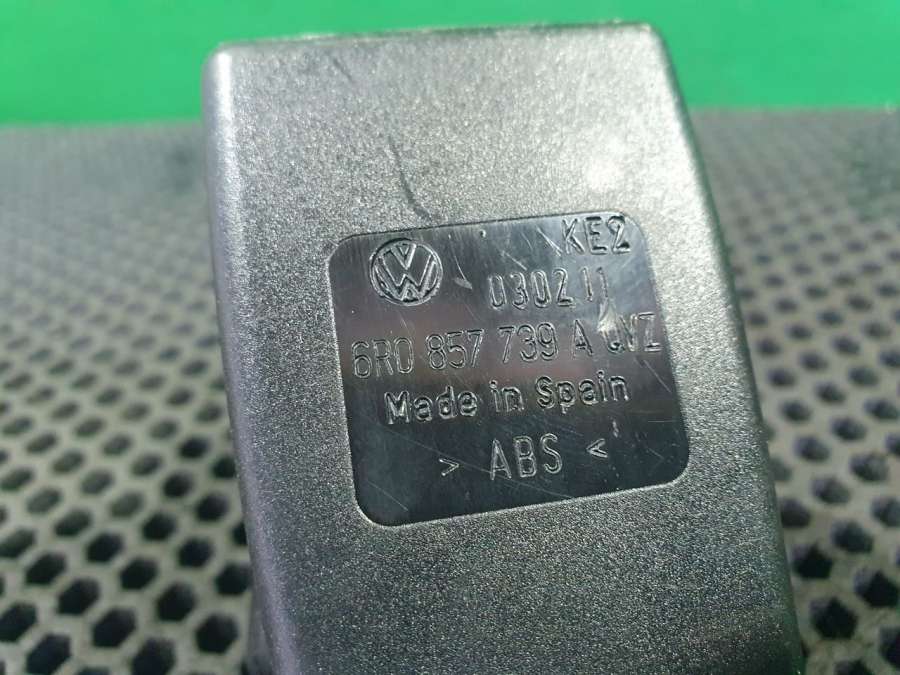 KE2
030211
6R0 857 739 A
Made in Spain
> ABS <